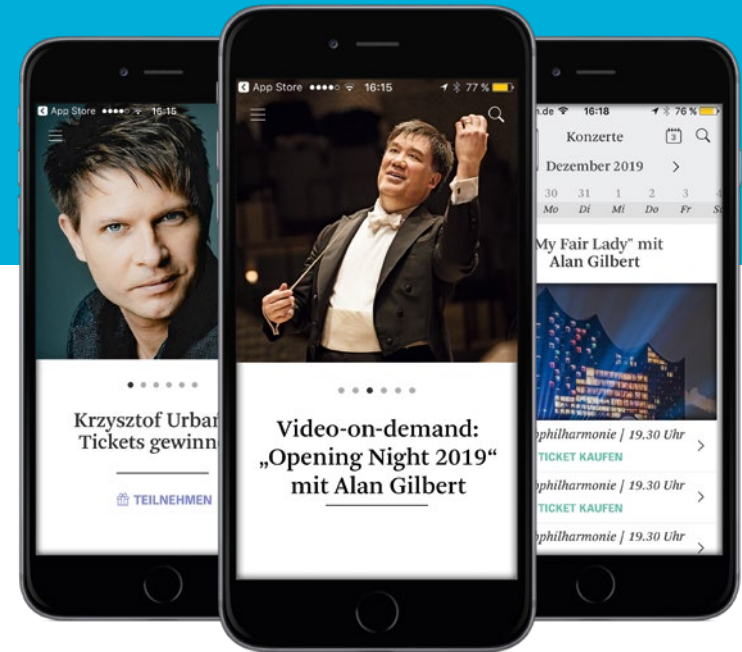 App Store 16:15
Krzysztof Urbań
Tickets gewinn
TEILNEHMEN
App Store 16:15 77 %
Video-on-demand:
„Opening Night 2019“
mit Alan Gilbert
n.de 16:18 76 %
3
Konzerte
Dezember 2019
30 31 1 2 3
Mo Di Mi Do Fr
My Fair Lady" mit
Alan Gilbert
philharmonie | 19.30 Uhr
TICKET KAUFEN
philharmonie | 19.30 Uhr
TICKET KAUFEN
philharmonie | 19.30 Uhr